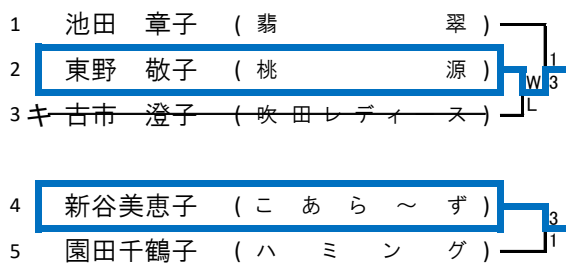 1 池田 章子 (翡 翠)
1
2 東野 敬子 (桃 源)
W 3
L
3 キ 古市 澄子 (吹田レディース)
4 新谷美恵子 (こあら～ず)
3
5 園田千鶴子 (ハミング)
1